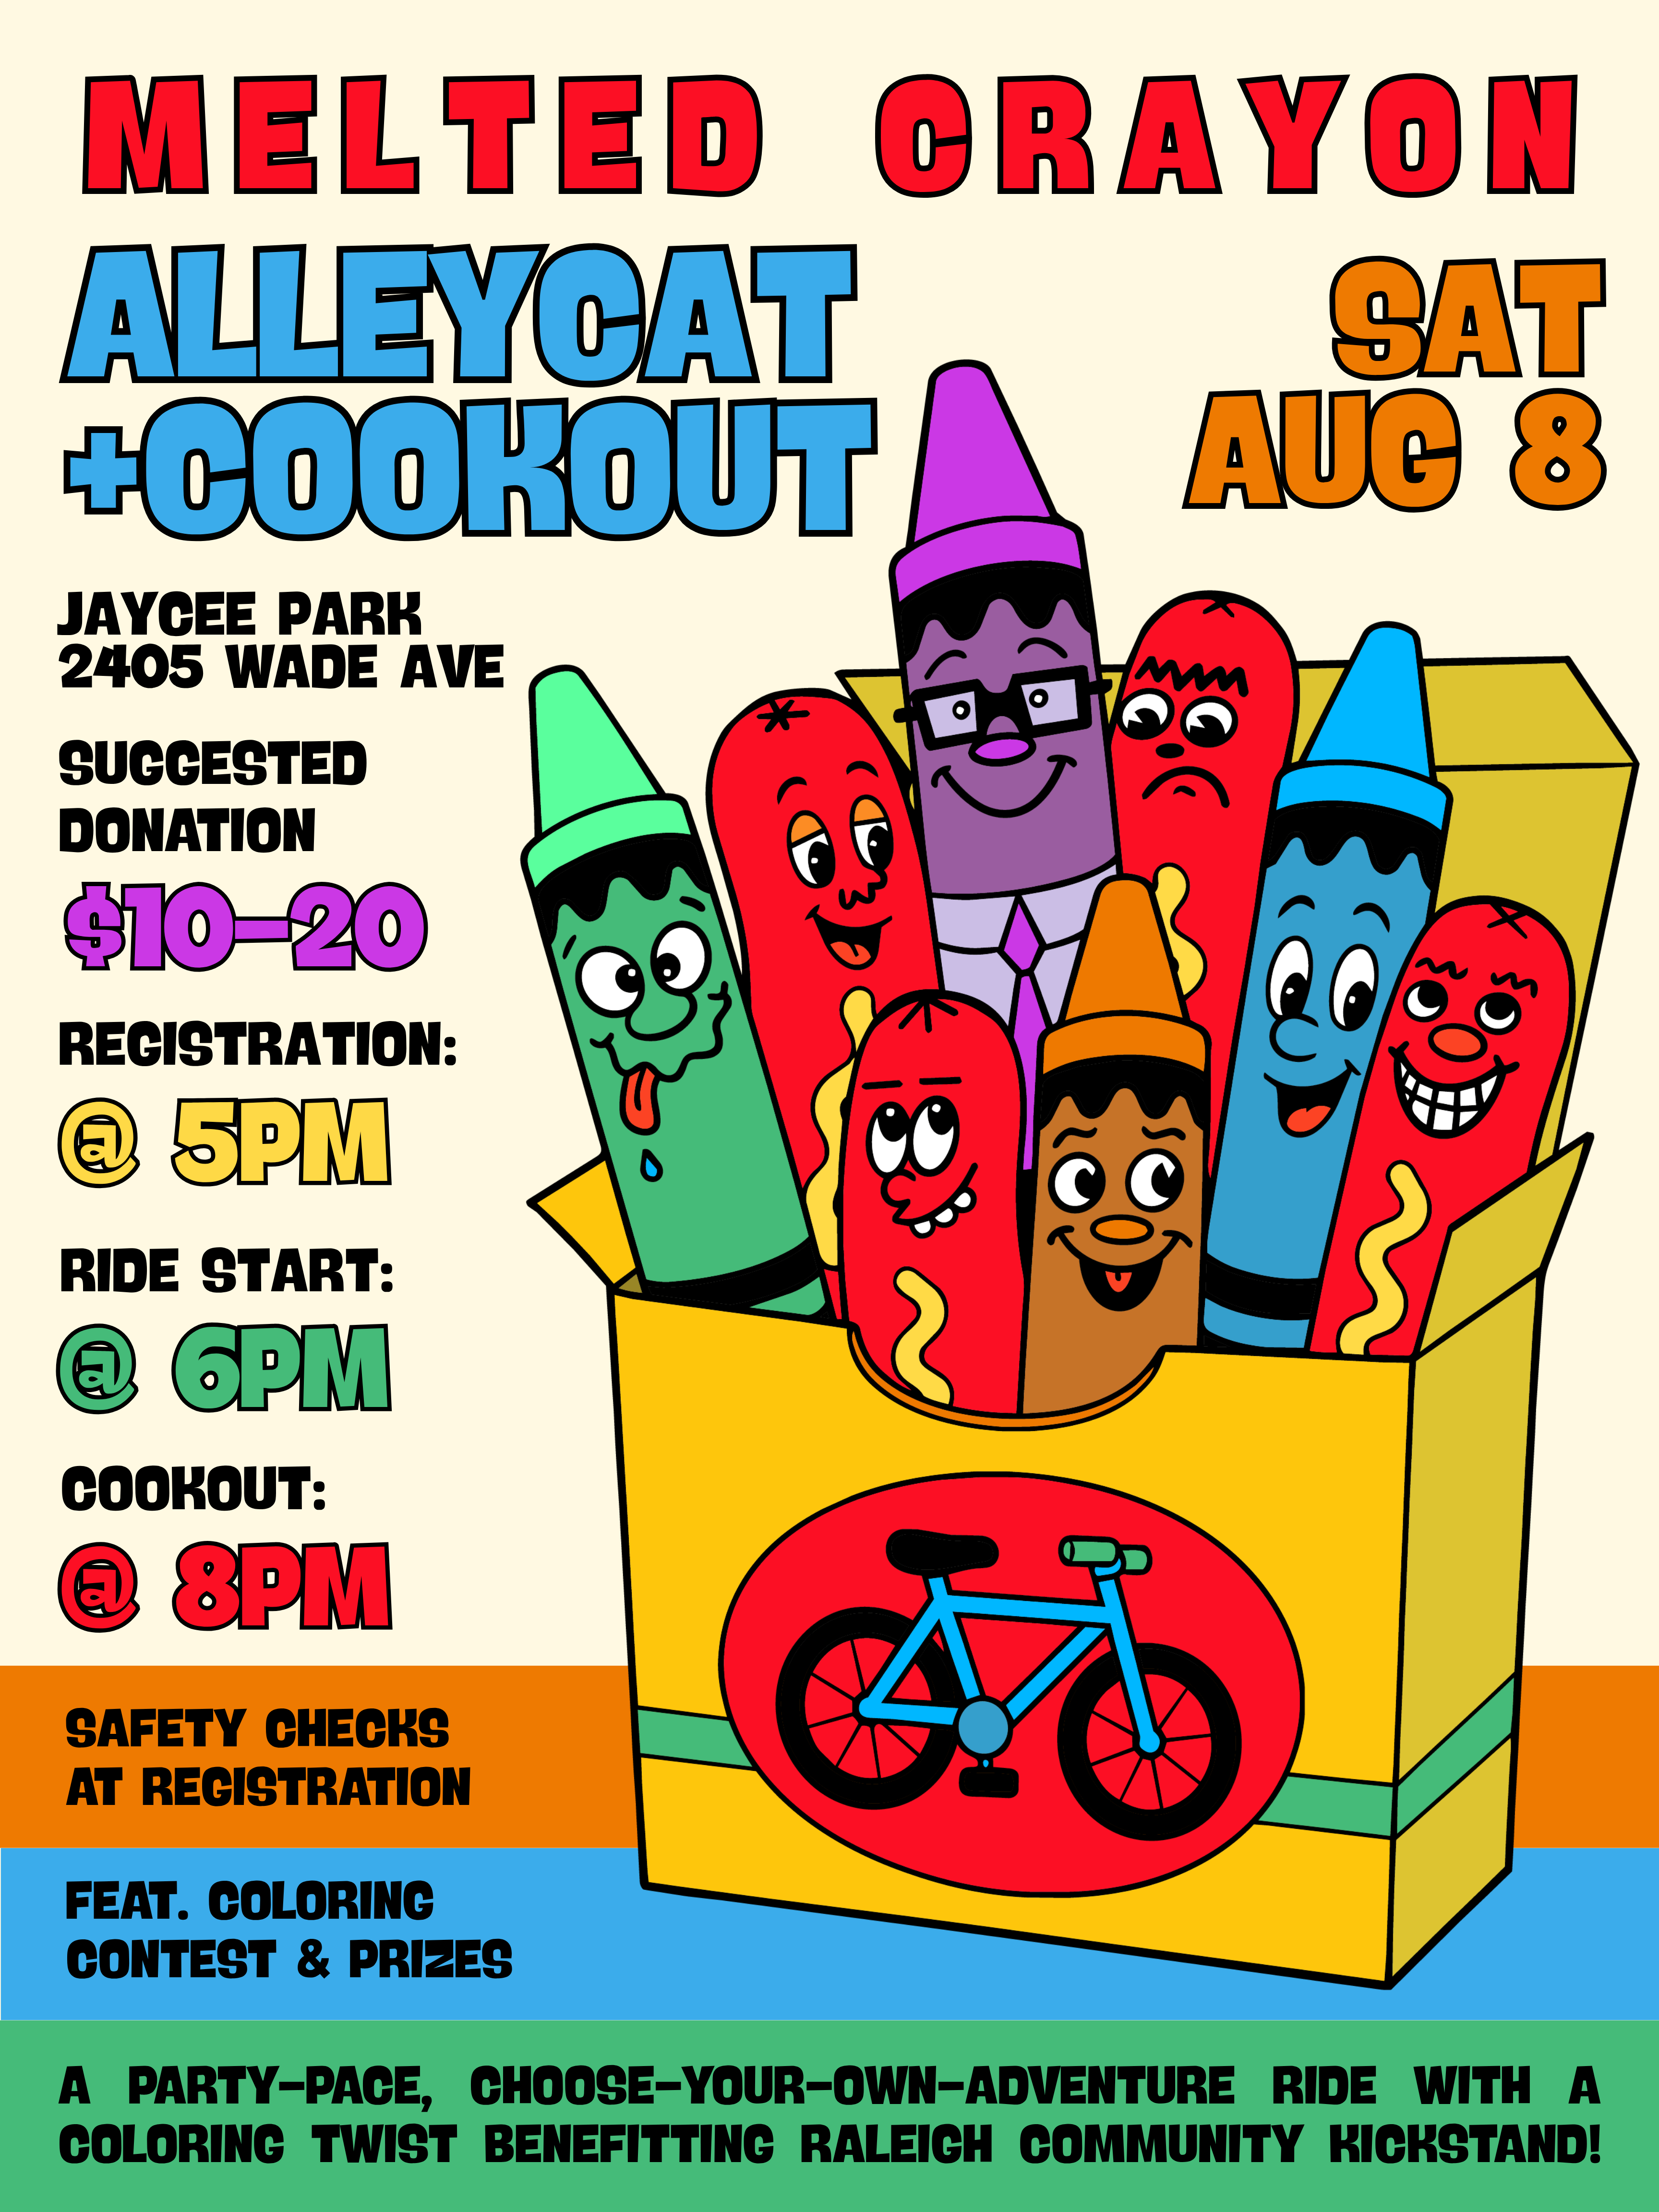 MELTED CRAYON
ALLEYCAT
+COOKOUT
SAT
AUG 8
JAYCEE PARK
2405 WADE AVE
SUGGESTED
DONATION
$10-20
REGISTRATION:
@ 5PM
RIDE START:
@ 6PM
COOKOUT:
@ 8PM
SAFETY CHECKS
AT REGISTRATION
FEAT. COLORING
CONTEST & PRIZES
A PARTY-PACE, CHOOSE-YOUR-OWN-ADVENTURE RIDE WITH A
COLORING TWIST BENEFITTING RALEIGH COMMUNITY KICKSTAND!